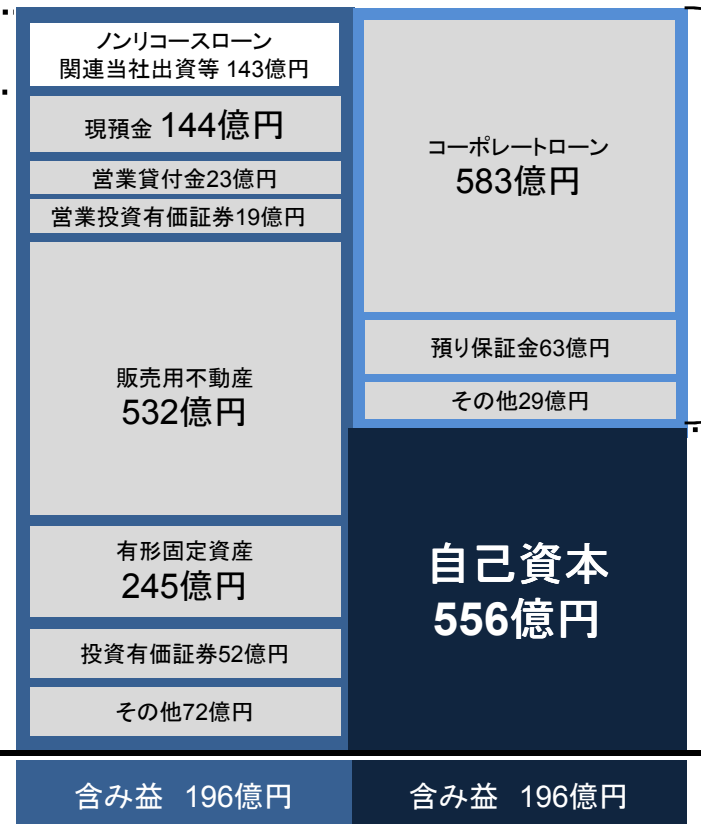 ノンリコースローン
関連当社出資等 143億円
現預金 144億円
営業貸付金23億円
営業投資有価証券19億円
販売用不動産
532億円
有形固定資産
245億円
投資有価証券52億円
その他72億円
コーポレートローン
583億円
預り保証金63億円
その他29億円
自己資本
556億円
含み益 196億円
含み益 196億円